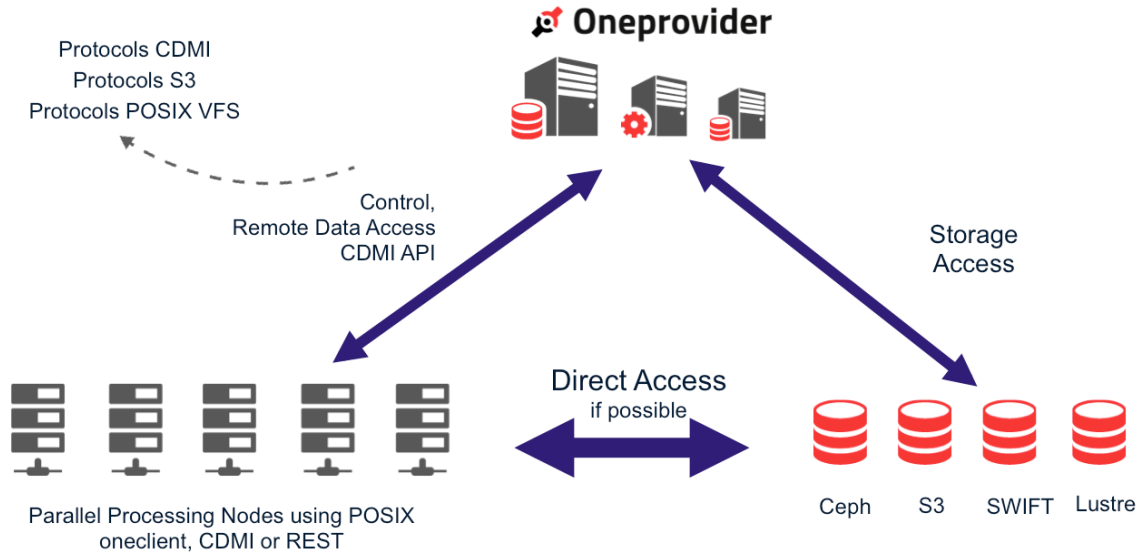 Oneprovider
Protocols CDMI
Protocols S3
Protocols POSIX VFS
Control,
Remote Data Access
CDMI API
Storage
Access
Direct Access
if possible
Parallel Processing Nodes using POSIX
oneclient, CDMI or REST
Ceph S3 SWIFT Lustre